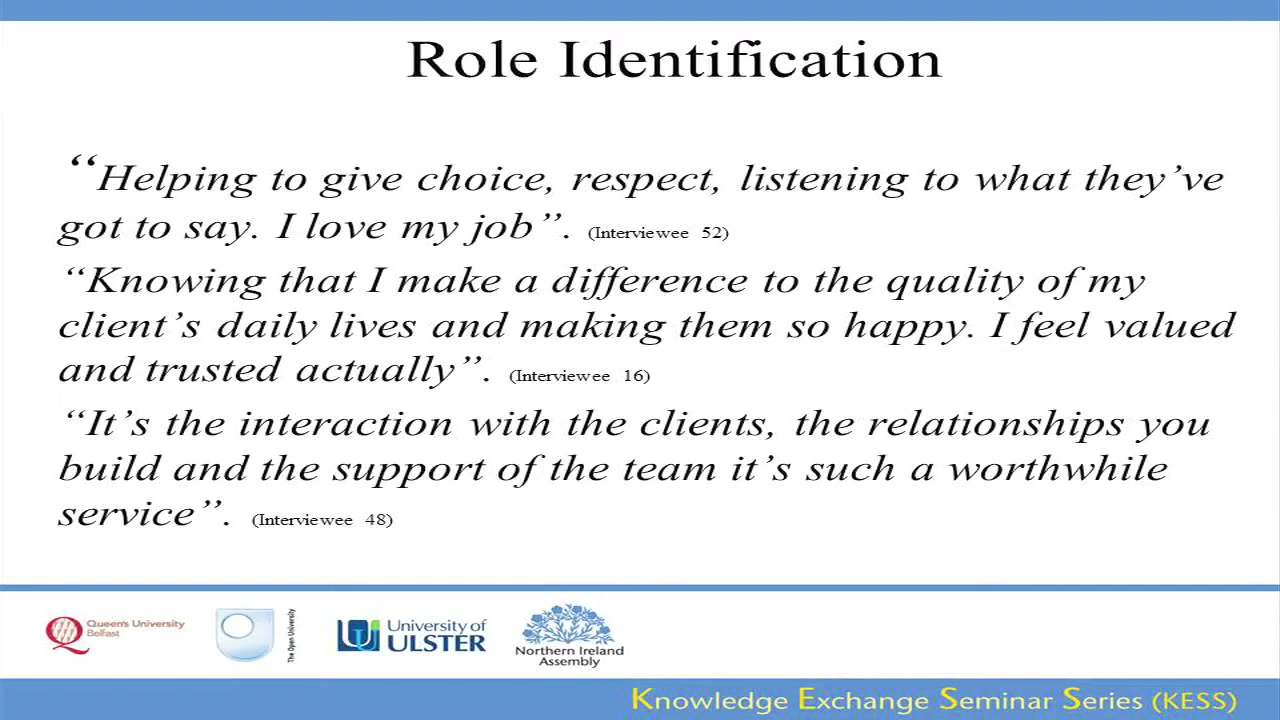 Role Identification
“Helping to give choice, respect, listening to what they’ve
got to say. I love my job”. (Interviewee 52)
“Knowing that I make a difference to the quality of my
client’s daily lives and making them so happy. I feel valued
and trusted actually”. (Interviewee 16)
“It’s the interaction with the clients, the relationships you
build and the support of the team it’s such a worthwhile
service”. (Interviewee 48)
Queen's University
Belfast
The Open University
University of
ULSTER
Northern Ireland
Assembly
Knowledge Exchange Seminar Series (KESS)